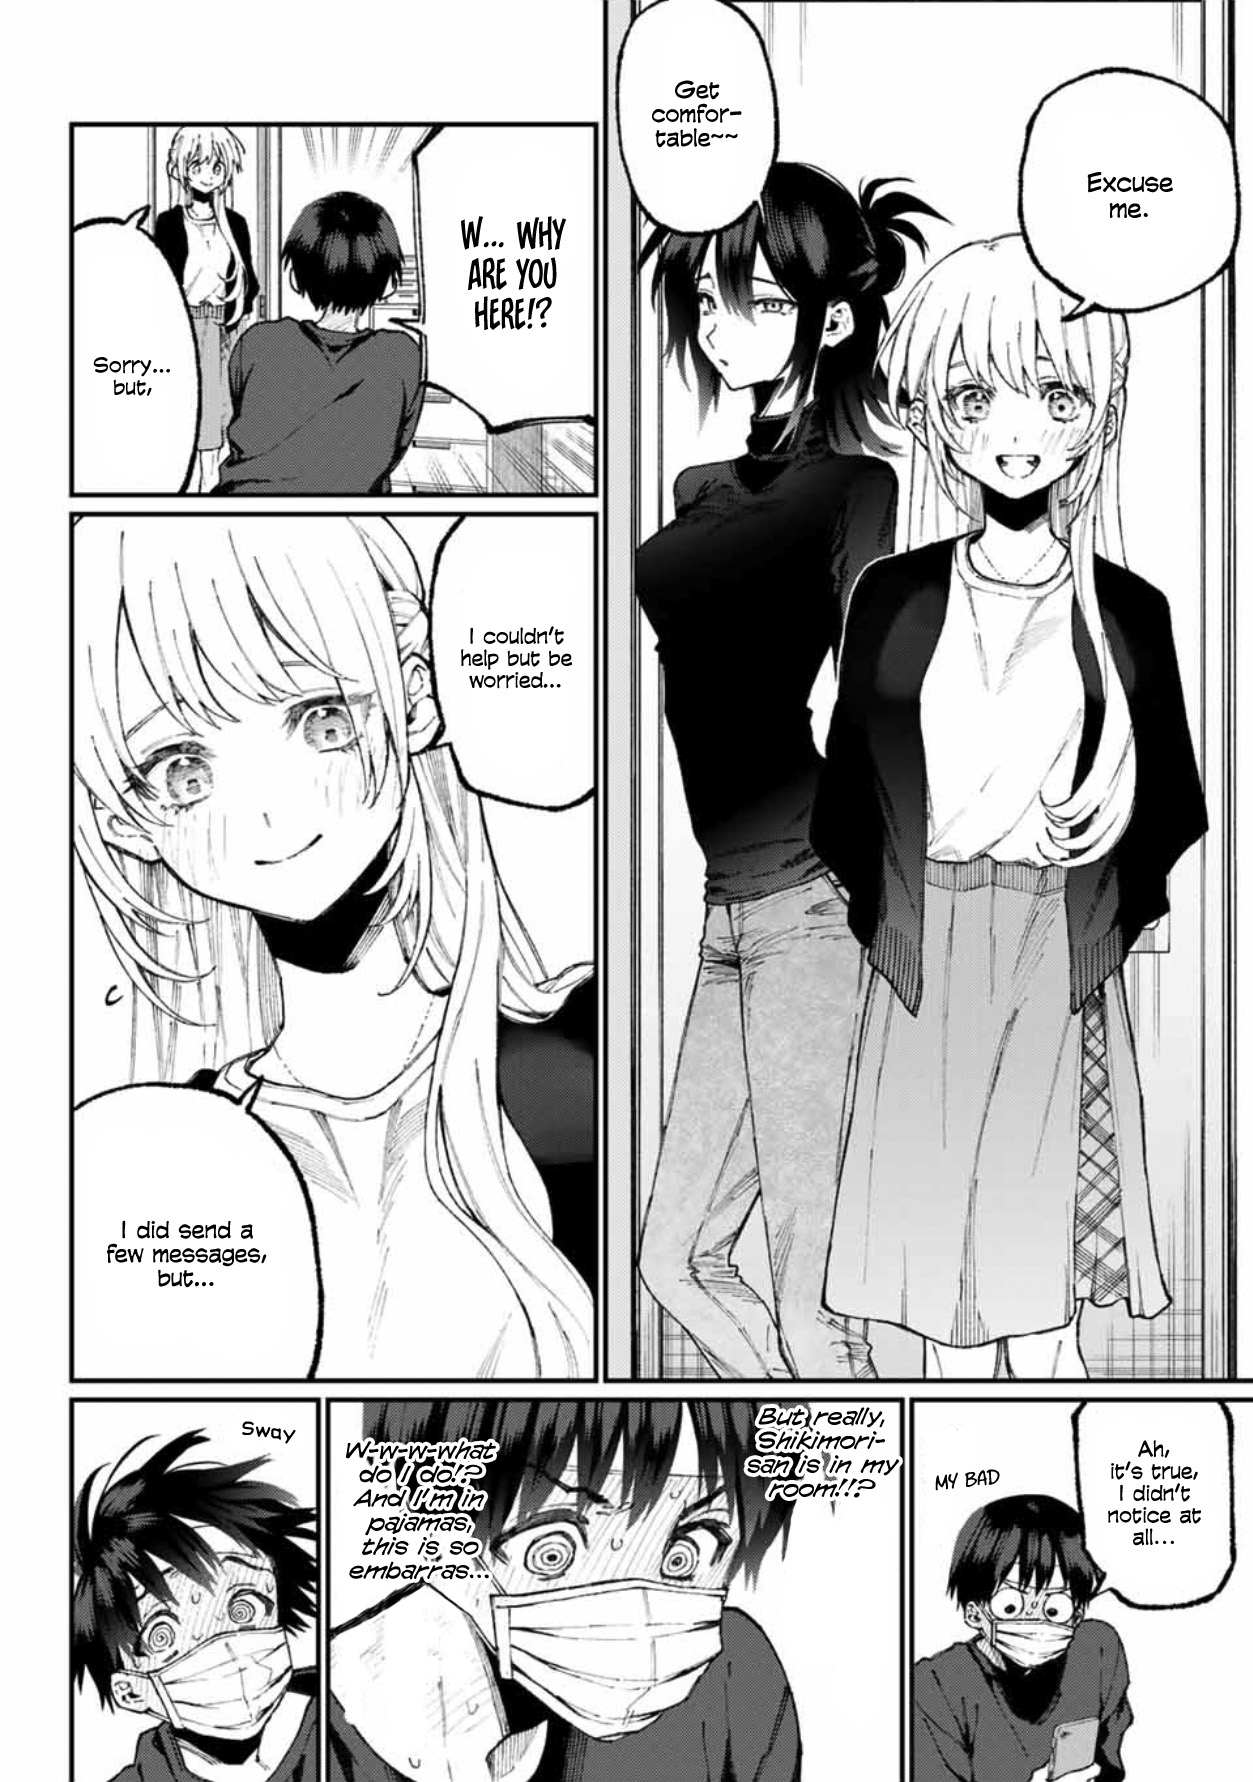 Excuse
me.
Get
comfor-
table~~
W... WHY
ARE YOU
HERE!?
Sorry...
but,
I couldn't
help but be
worried...
I did send a
few messages,
but...
Ah,
it's true,
I didn't
notice at
all...
MY BAD
But really,
Shikimori-
san is in my
room!!!?
W-w-w-what
do I do!?
And I'm in
pajamas,
this is so
embarras...
Sway